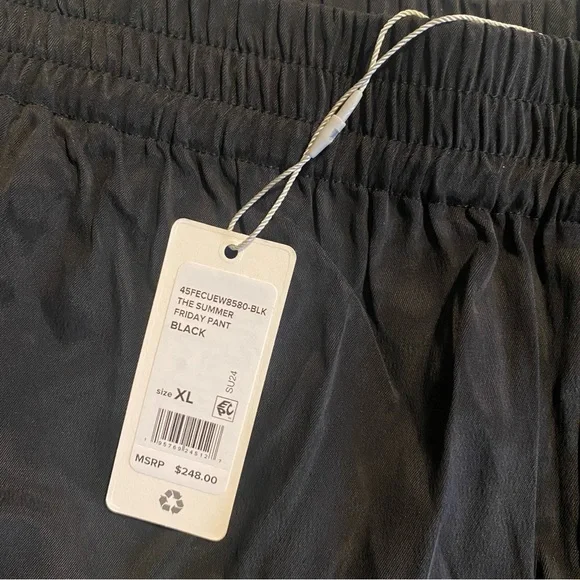 45FECUEW8580-BLK
THE SUMMER
FRIDAY PANT
BLACK
SU24
size XL
MSRP $248.00